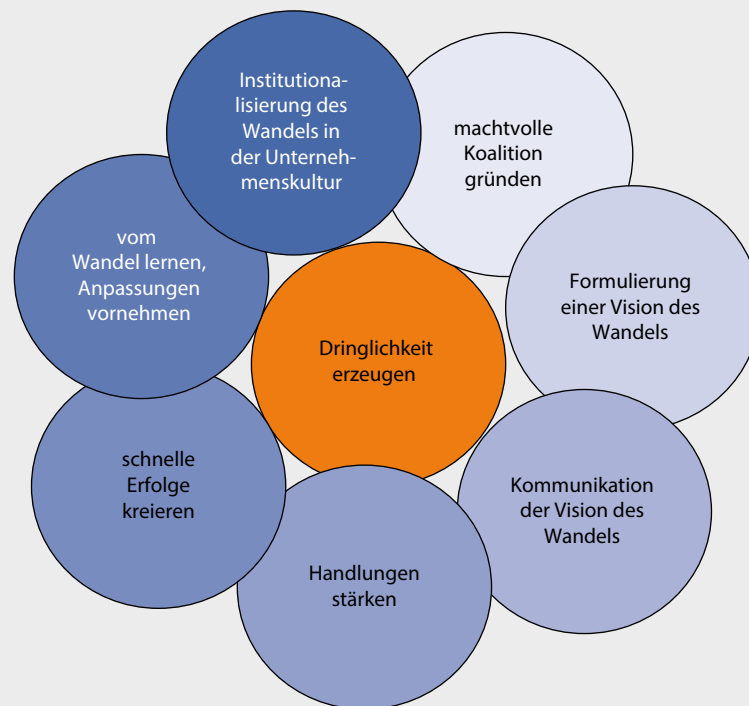 Institutiona-
lisierung des
Wandels in
der Unterneh-
menskultur
machtvolle
Koalition
gründen
Formulierung
einer Vision des
Wandels
Kommunikation
der Vision des
Wandels
Handlungen
stärken
schnelle
Erfolge
kreieren
vom
Wandel lernen,
Anpassungen
vornehmen
Dringlichkeit
erzeugen